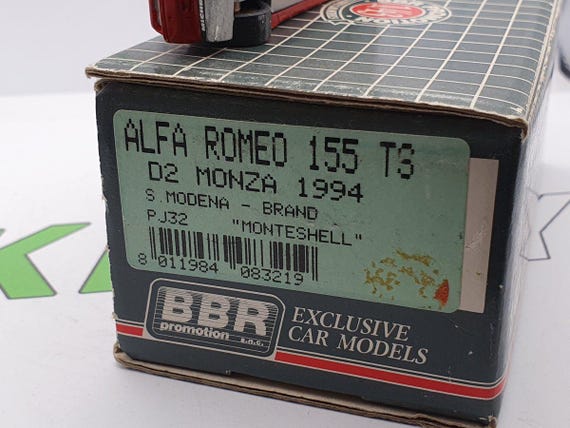 ALFA ROMEO 155 TS
D2 MONZA 1994
S.MODENA - BRAND
PJ32 "MONTESHELL"
8 011984 083219
BBR
promotion
s.n.c.
EXCLUSIVE
CAR MODELS